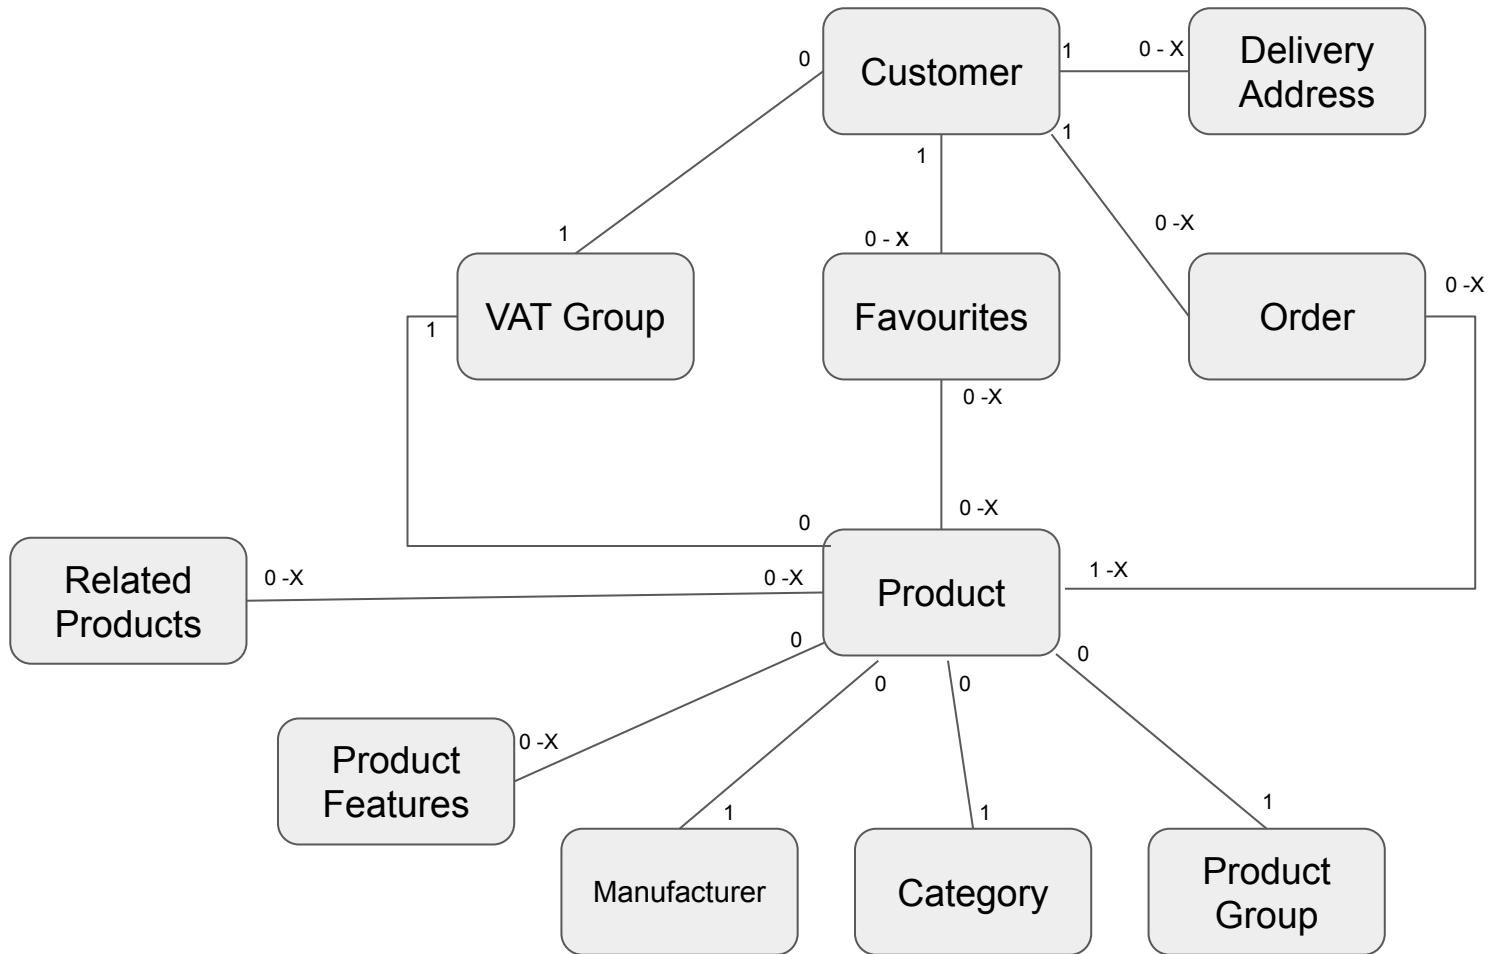 Customer
Delivery
Address
0
1
0 - X
1
1
1
0 - x
0 -X
VAT Group
Favourites
Order
0 -X
1
0 -X
0 -X
0
Related
Products
0 -X
0 -X
Product
1 -X
0
0
0
0
Product
Features
0 -X
1
1
1
Manufacturer
Category
Product
Group